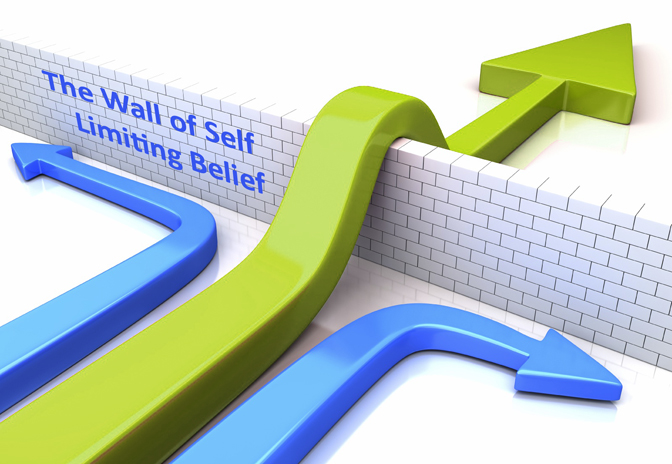 The Wall of Self
Limiting Belief